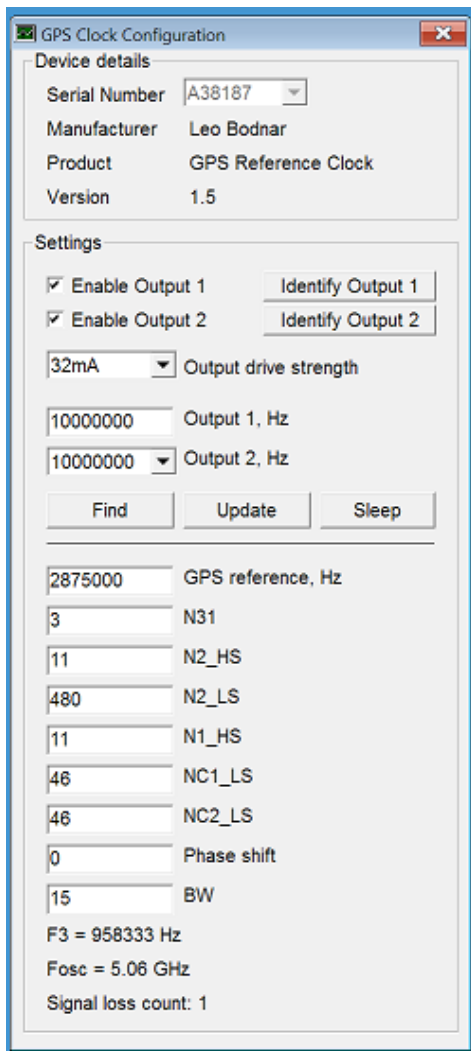 GPS Clock Configuration
Device details
Serial Number A38187
Manufacturer Leo Bodnar
Product GPS Reference Clock
Version 1.5
Settings
Enable Output 1 Identify Output 1
Enable Output 2 Identify Output 2
32mA Output drive strength
10000000 Output 1, Hz
10000000 Output 2, Hz
Find Update Sleep
2875000 GPS reference, Hz
3 N31
11 N2_HS
480 N2_LS
11 N1_HS
46 NC1_LS
46 NC2_LS
0 Phase shift
15 BW
F3 = 958333 Hz
Fosc = 5.06 GHz
Signal loss count: 1